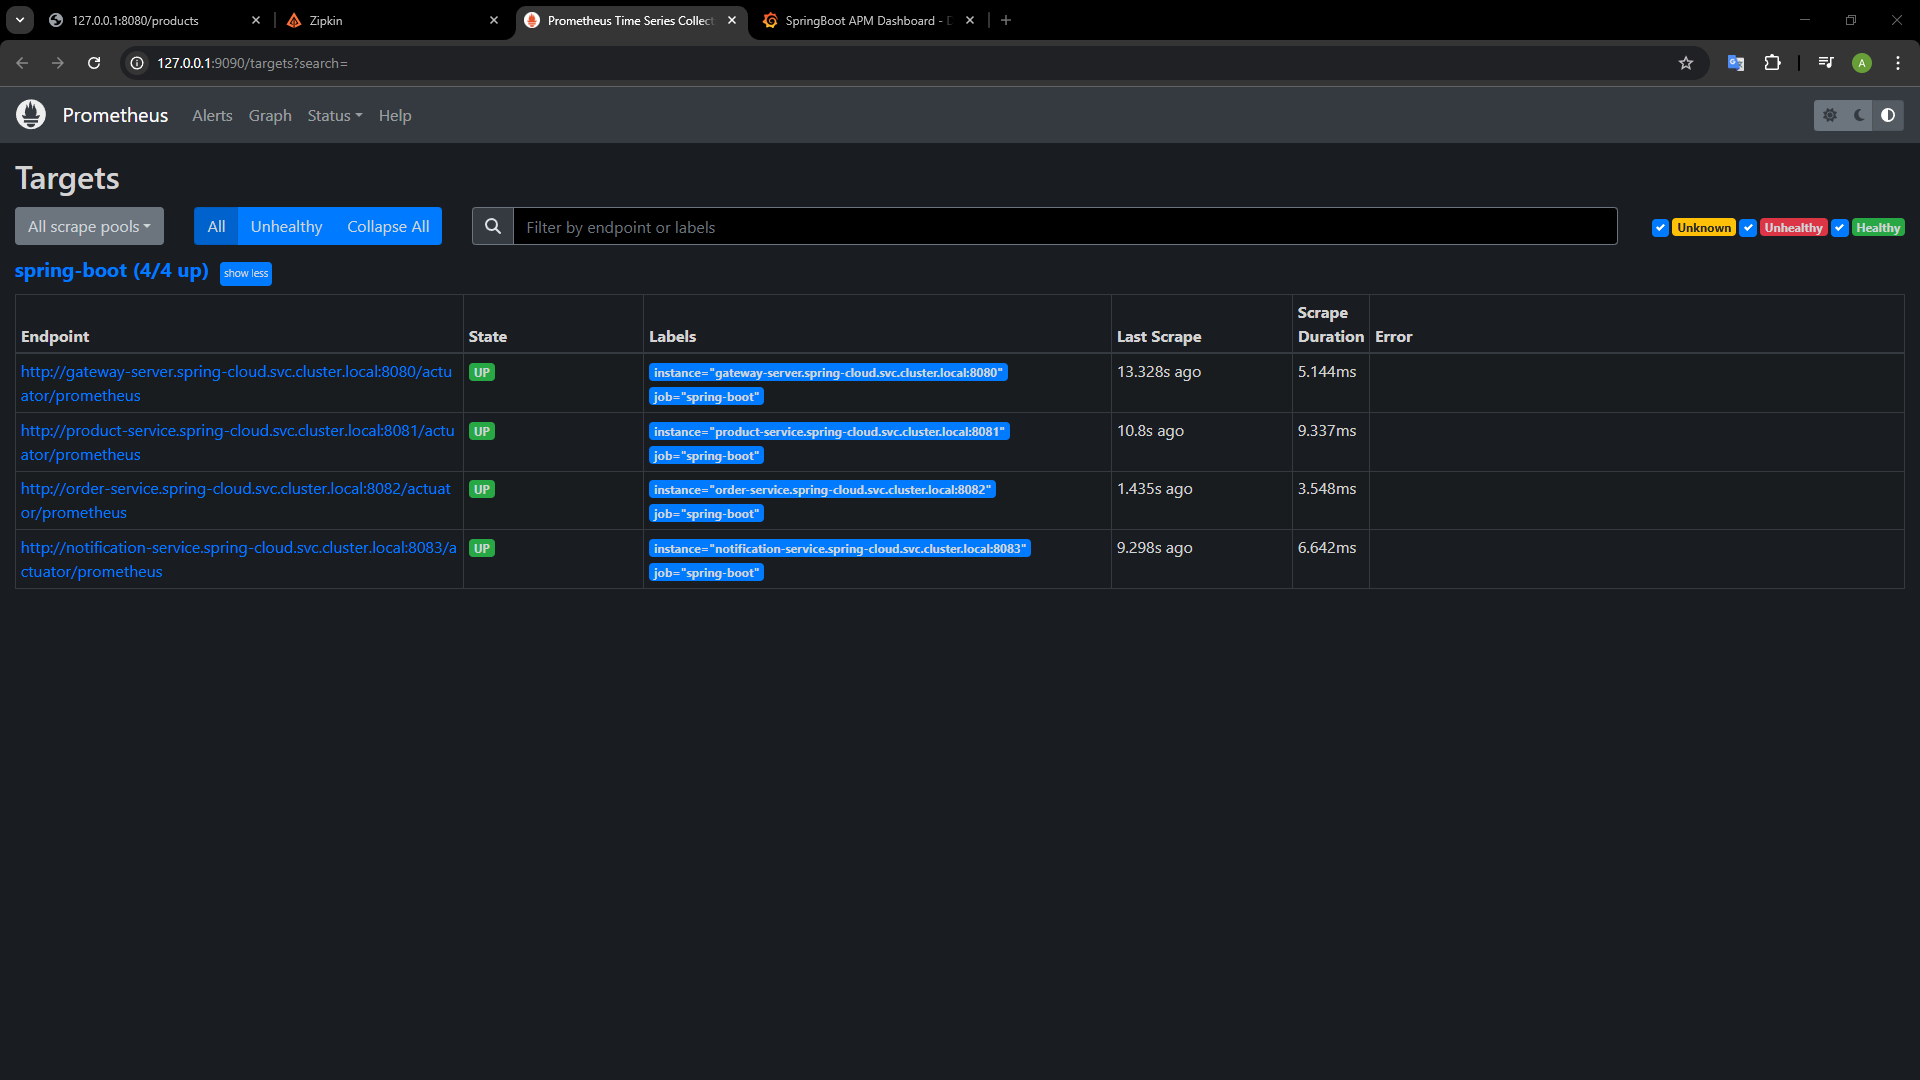 127.0.0.1:8080/products
Zipkin
Prometheus Time Series Collect
SpringBoot APM Dashboard - D
127.0.0.1:9090/targets?search=
A
Prometheus Alerts Graph Status Help
Targets
All scrape pools All Unhealthy Collapse All Filter by endpoint or labels Unknown Unhealthy Healthy
spring-boot (4/4 up) show less
Endpoint State Labels Last Scrape Scrape Duration Error
http://gateway-server.spring-cloud.svc.cluster.local:8080/actu
ator/prometheus
UP
instance="gateway-server.spring-cloud.svc.cluster.local:8080"
job="spring-boot"
13.328s ago
5.144ms
http://product-service.spring-cloud.svc.cluster.local:8081/actu
ator/prometheus
UP
instance="product-service.spring-cloud.svc.cluster.local:8081"
job="spring-boot"
10.8s ago
9.337ms
http://order-service.spring-cloud.svc.cluster.local:8082/actuat
or/prometheus
UP
instance="order-service.spring-cloud.svc.cluster.local:8082"
job="spring-boot"
1.435s ago
3.548ms
http://notification-service.spring-cloud.svc.cluster.local:8083/a
ctuator/prometheus
UP
instance="notification-service.spring-cloud.svc.cluster.local:8083"
job="spring-boot"
9.298s ago
6.642ms